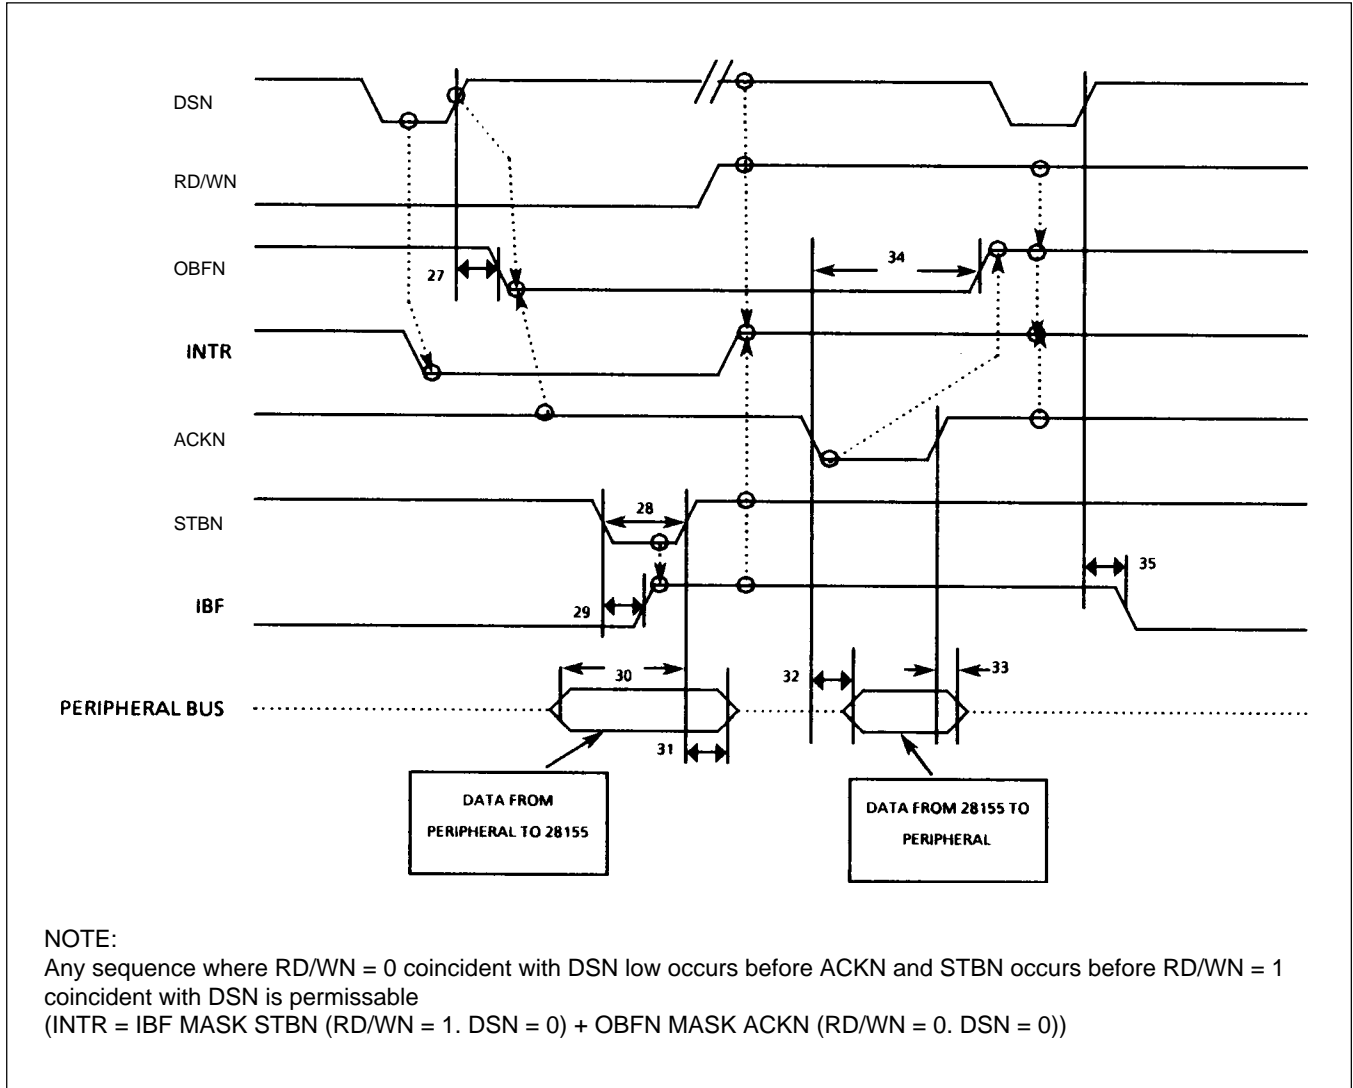 DSN
RD/WN
27
34
OBFN
INTR
ACKN
28
STBN
35
29
IBF
30
32
33
PERIPHERAL BUS
31
DATA FROM
PERIPHERAL TO 28155
DATA FROM 28155 TO
PERIPHERAL
NOTE:
Any sequence where RD/WN = 0 coincident with DSN low occurs before ACKN and STBN occurs before RD/WN = 1
coincident with DSN is permissable
(INTR = IBF MASK STBN (RD/WN = 1. DSN = 0) + OBFN MASK ACKN (RD/WN = 0. DSN = 0))